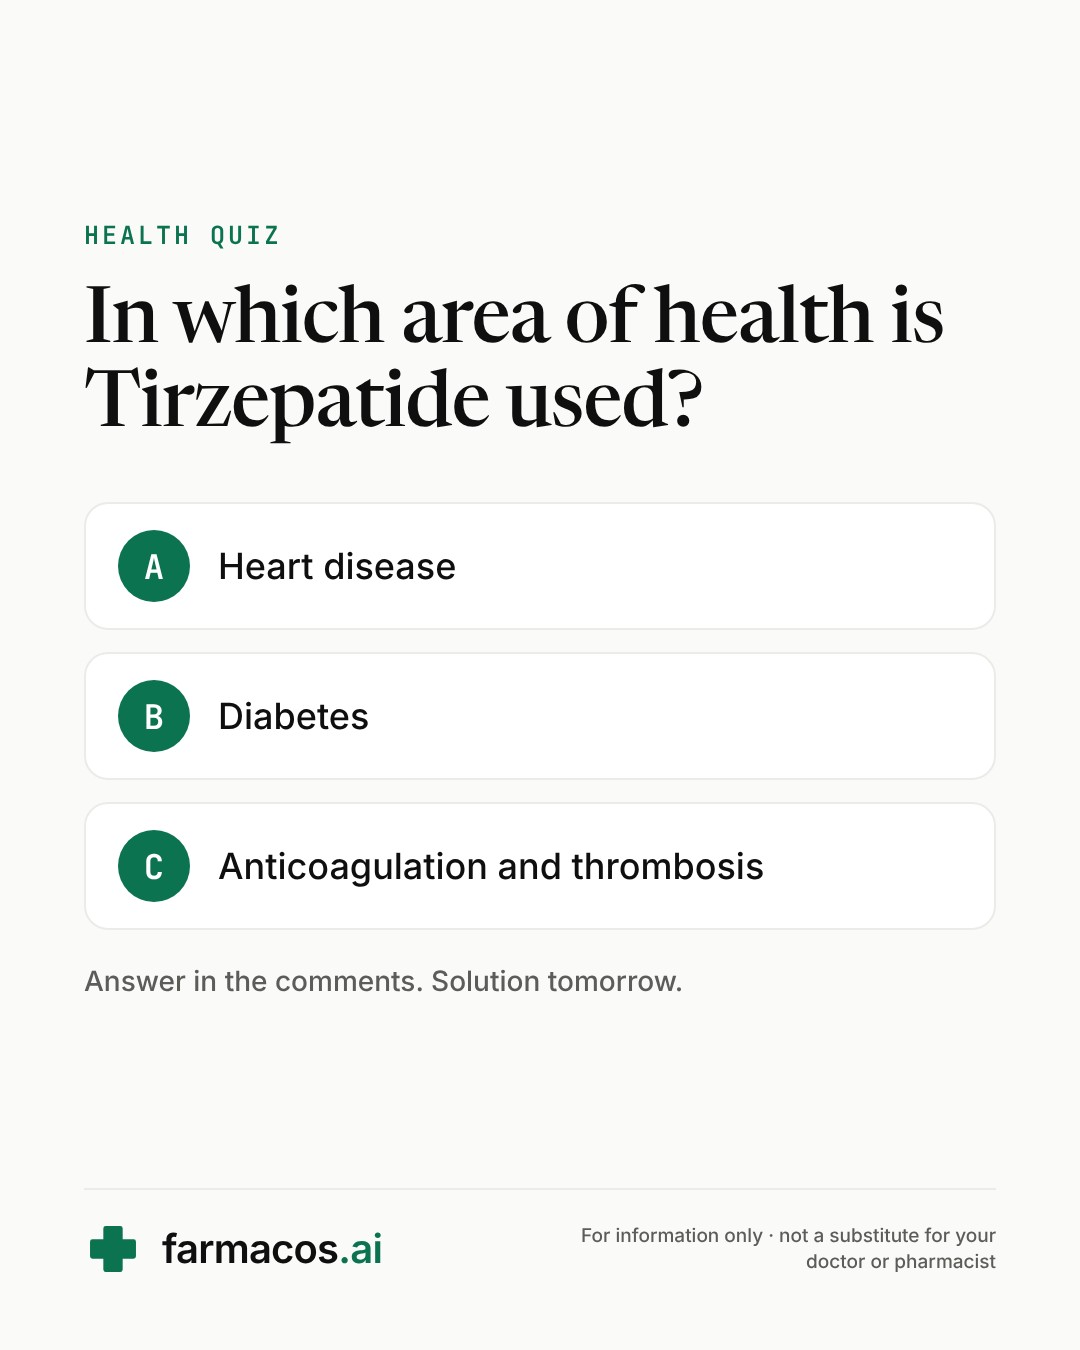 HEALTH QUIZ
In which area of health is
Tirzepatide used?
A Heart disease
B Diabetes
C Anticoagulation and thrombosis
Answer in the comments. Solution tomorrow.
farmacos.ai
For information only · not a substitute for your
doctor or pharmacist